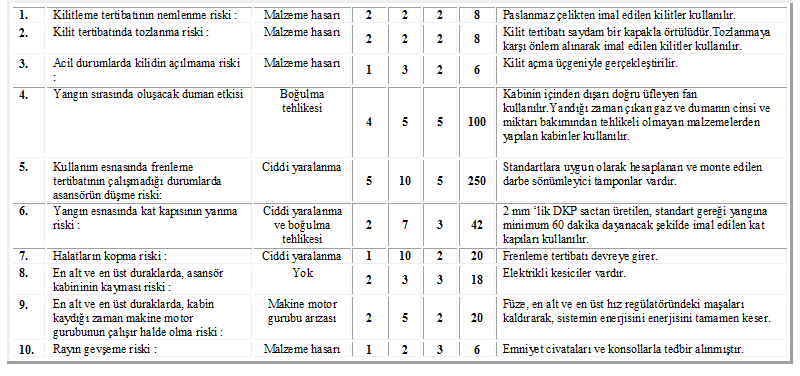 1. Kilitleme tertibatının nemlenme riski : Malzeme hasarı 2 2 2 8 Paslanmaz çelikten imal edilen kilitler kullanılır.
2. Kilit tertibatında tozlanma riski : Malzeme hasarı 2 2 2 8 Kilit tertibatı saydam bir kapakla örtülüdür.Tozlanmaya
karşı önlem alınarak imal edilen kilitler kullanılır.
3. Acil durumlarda kilidin açılmama riski
:
Malzeme hasarı 1 3 2 6 Kilit açma üçgeniyle gerçekleştirilir.
4. Yangın sırasında oluşacak duman etkisi
Boğulma
tehlikesi
4 5 5 100
Kabinin içinden dışarı doğru üfleyen fan
kullanılır.Yandığı zaman çıkan gaz ve dumanın cinsi ve
miktarı bakımından tehlikeli olmayan malzemelerden
yapılan kabinler kullanılır.
5. Kullanım esnasında frenleme
tertibatının çalışmadığı durumlarda
asansörün düşme riski:
Ciddi yaralanma
5 10 5 250
Standartlara uygun olarak hesaplanan ve monte edilen
darbe sönümleyici tamponlar vardır.
6. Yangın esnasında kat kapısının yanma
riski :
Ciddi yaralanma
ve boğulma
tehlikesi
2 7 3 42
2 mm ‘lik DKP sactan üretilen, standart gereği yangına
minimum 60 dakika dayanacak şekilde imal edilen kat
kapıları kullanılır.
7. Halatların kopma riski : Ciddi yaralanma 1 10 2 20 Frenleme tertibatı devreye girer.
8. En alt ve en üst duraklarda, asansör
kabininin kayması riski :
Yok
2 3 3 18
Elektrikli kesiciler vardır.
9. En alt ve en üst duraklarda, kabin
kaydığı zaman makine motor
gurubunun çalışır halde olma riski :
Makine motor
gurubu arızası
2 5 2 20
Füze, en alt ve en üst hız regülatöründeki maşaları
kaldırarak, sistemin enerjisini enerjisini tamamen keser.
10. Rayın gevşeme riski : Malzeme hasarı 1 2 3 6 Emniyet civataları ve konsollarla tedbir alınmıştır.